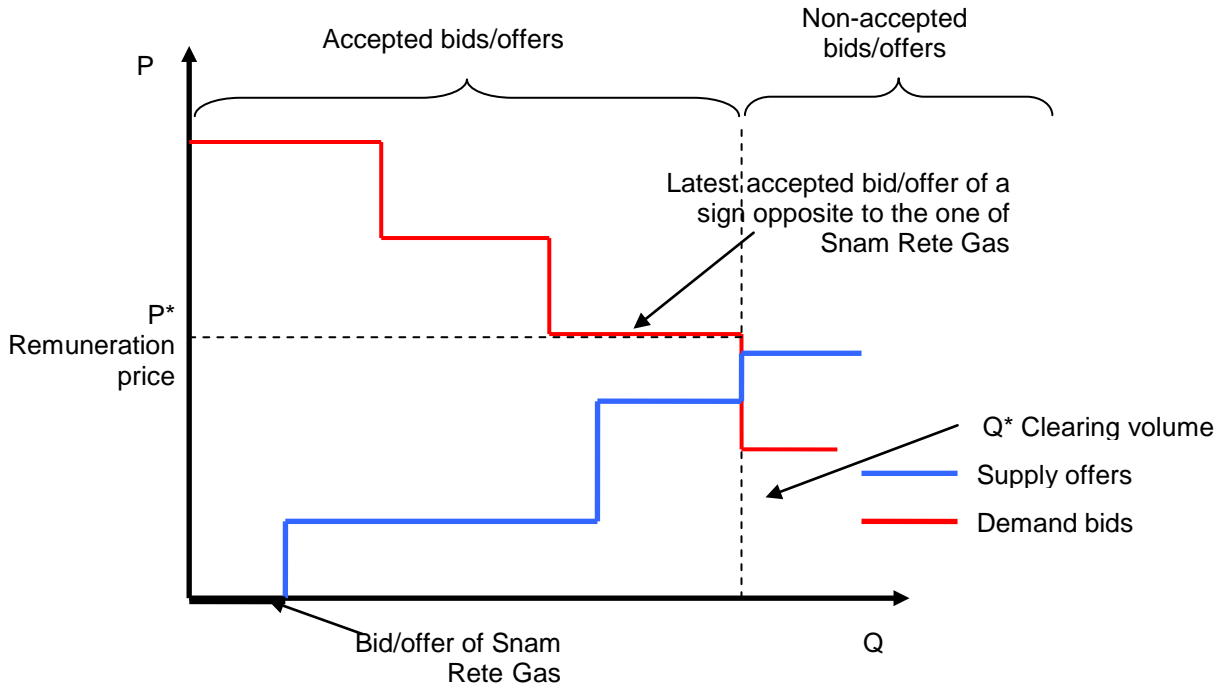 Accepted bids/offers
Non-accepted
bids/offers
P
Latest accepted bid/offer of a
sign opposite to the one of
Snam Rete Gas
P*
Remuneration
price
Q* Clearing volume
Supply offers
Demand bids
Bid/offer of Snam
Rete Gas
Q